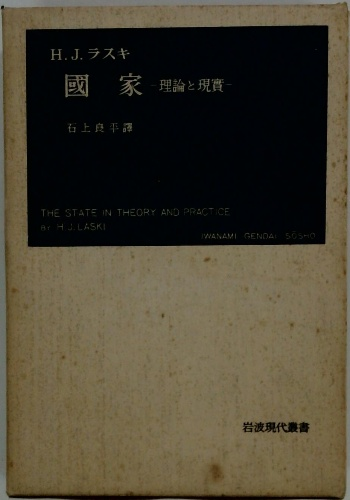 H.J.ラスキ
國家 -理論と現實-
石上良平譯
THE STATE IN THEORY AND PRACTICE
BY H.J.LASKI
IWANAMI GENDAI SŌSHO
岩波現代叢書